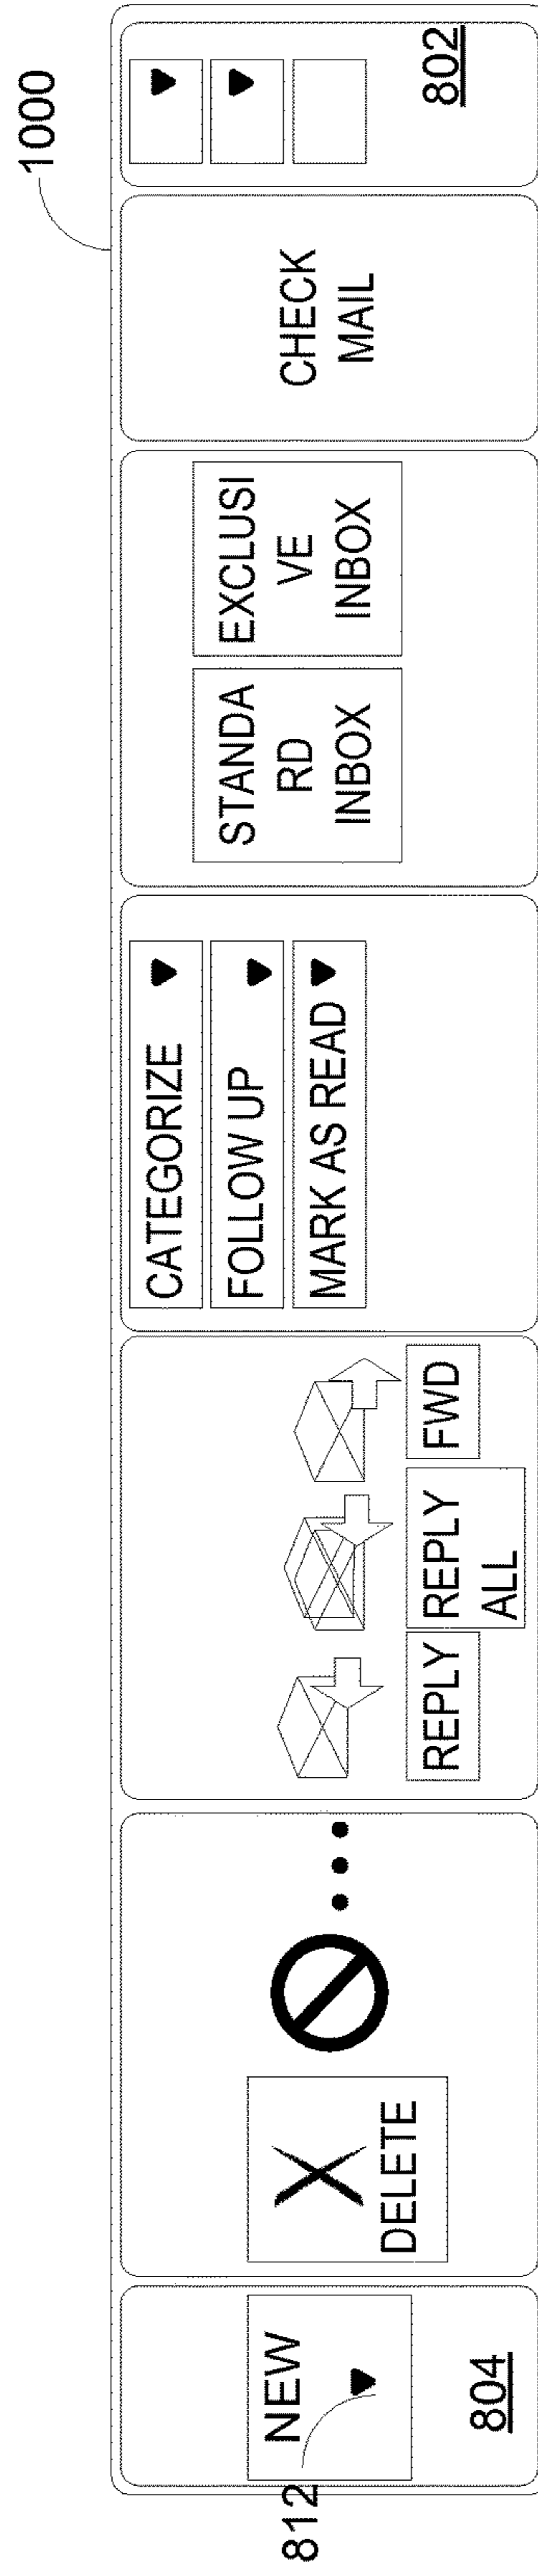 1000
812
NEW
804
X
DELETE
REPLY
REPLY
ALL
FWD
CATEGORIZE
FOLLOW UP
MARK AS READ
STANDA
RD
INBOX
EXCLUSI
VE
INBOX
CHECK
MAIL
802